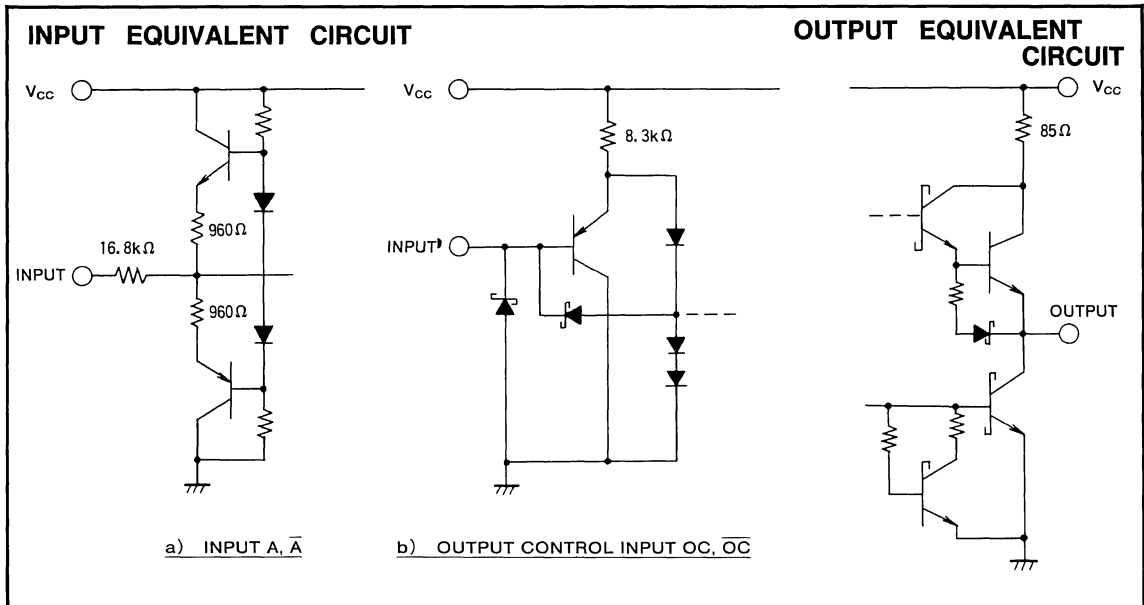 INPUT EQUIVALENT CIRCUIT
OUTPUT EQUIVALENT
CIRCUIT
VCC
VCC
VCC
8.3kΩ
85Ω
960Ω
16.8kΩ
INPUT
INPUT
960Ω
OUTPUT
a) INPUT A, A̅
b) OUTPUT CONTROL INPUT OC, O̅C̅